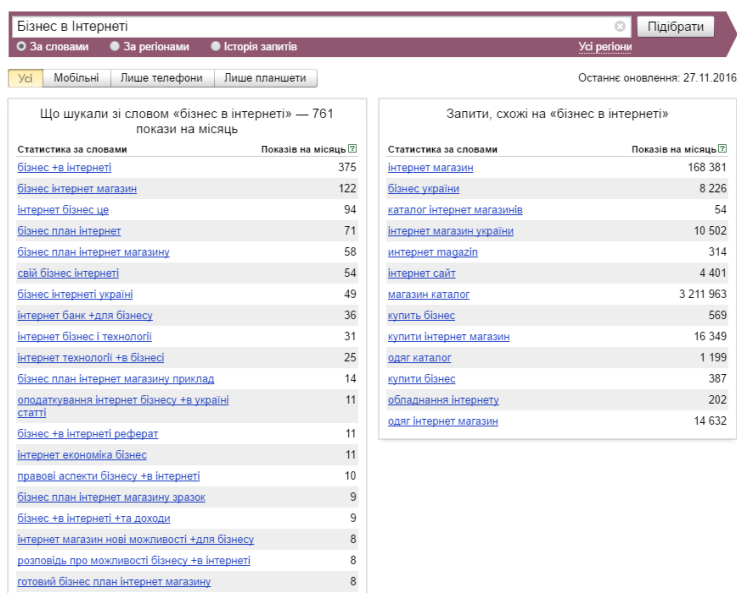 Бізнес в Інтернеті
Підібрати
За словами За регіонами Історія запитів Усі регіони
Усі Мобільні Лише телефони Лише планшети Останнє оновлення: 27.11.2016
Що шукали зі словом «бізнес в інтернеті» — 761
покази на місяць
Статистика за словами Показів на місяць ?
бізнес +в інтернеті 375
бізнес інтернет магазин 122
інтернет бізнес це 94
бізнес план інтернет 71
бізнес план інтернет магазину 58
свій бізнес інтернеті 54
бізнес інтернеті україні 49
інтернет банк +для бізнесу 36
інтернет бізнес і технології 31
інтернет технології +в бізнесі 25
бізнес план інтернет магазину приклад 14
оподаткування інтернет бізнесу +в україні 11
статті
бізнес +в інтернеті реферат 11
інтернет економіка бізнес 11
правові аспекти бізнесу +в інтернеті 10
бізнес план інтернет магазину зразок 9
бізнес +в інтернеті +та доходи 9
інтернет магазин нові можливості +для бізнесу 8
розповідь про можливості бізнесу +в інтернеті 8
готовий бізнес план інтернет магазину 8
Запити, схожі на «бізнес в інтернеті»
Статистика за словами Показів на місяць ?
інтернет магазин 168 381
бізнес україни 8 226
каталог інтернет магазинів 54
інтернет магазин україни 10 502
интернет magazin 314
інтернет сайт 4 401
магазин каталог 3 211 963
купить бізнес 569
купити інтернет магазин 16 349
одяг каталог 1 199
купити бізнес 387
обладнання інтернету 202
одяг інтернет магазин 14 632